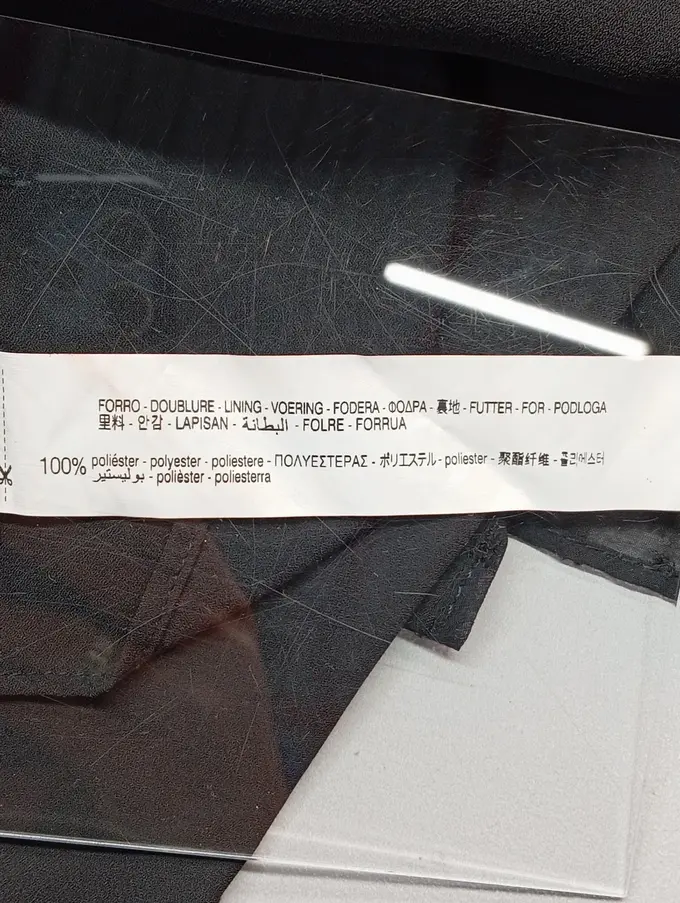 FORRO - DOUBLURE - LINING - VOERING - FODERA - ΦΟΔΡΑ - 裏地 - FUTTER - FOR - PODLOGA
里料 - 안감 - LAPISAN - البطانة - FOLRE - FORRUA
100% poliéster - polyester - poliestere - ΠΟΛΥΕΣΤΕΡΑΣ - ポリエステル - poliester - 聚酯纤维 - 폴리에스터
بوليستير - polièster - poliesterra